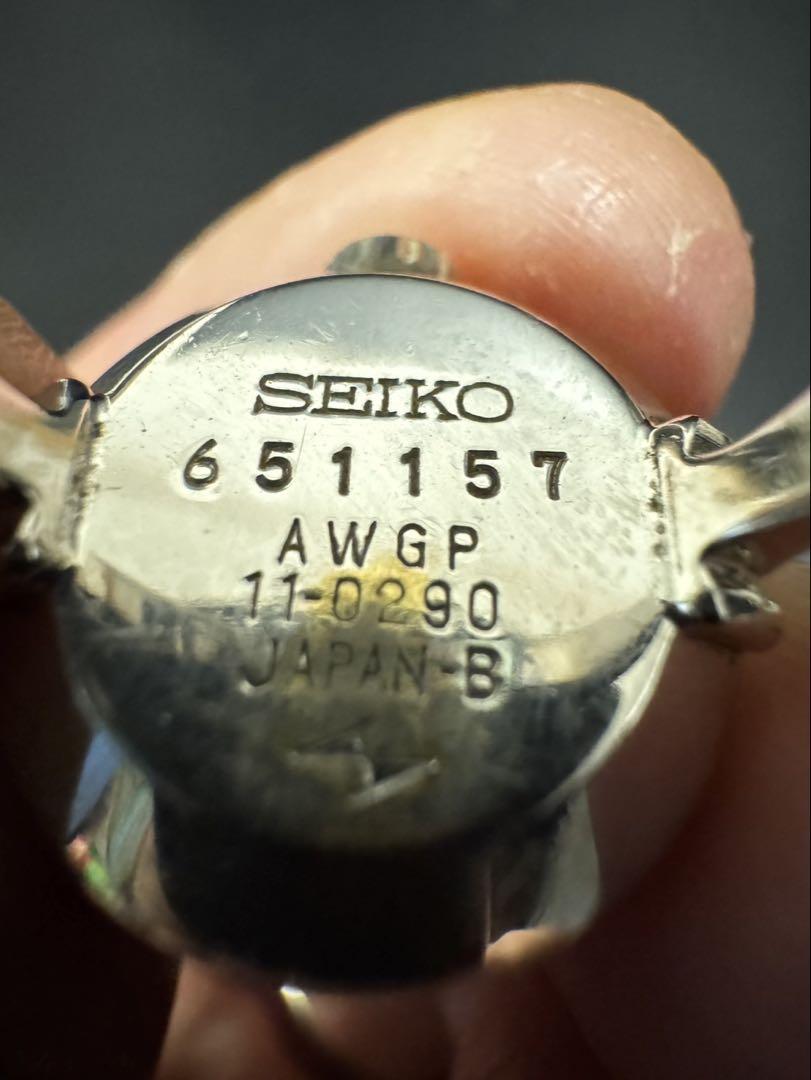 SEIKO
651157
AWGP
11-0290
JAPAN-B